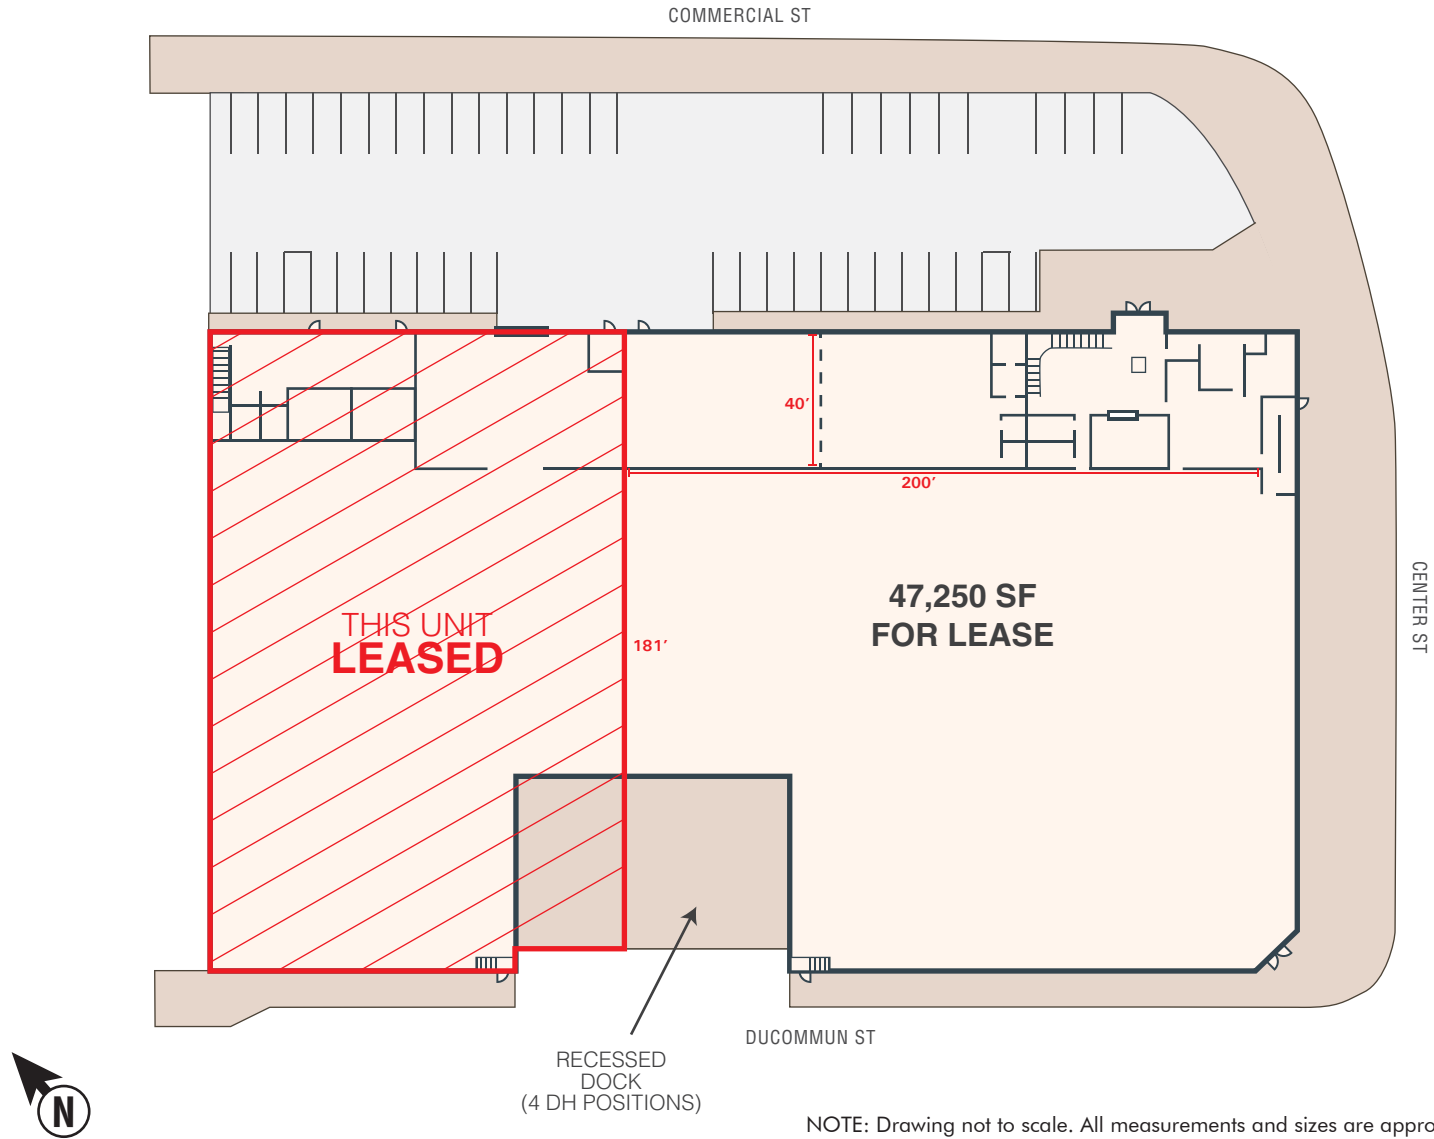 COMMERCIAL ST
40’
200’
47,250 SF
FOR LEASE
THIS UNIT
LEASED
181’
CENTER ST
DUCOMMUN ST
RECESSED
DOCK
(4 DH POSITIONS)
N
NOTE: Drawing not to scale. All measurements and sizes are appro